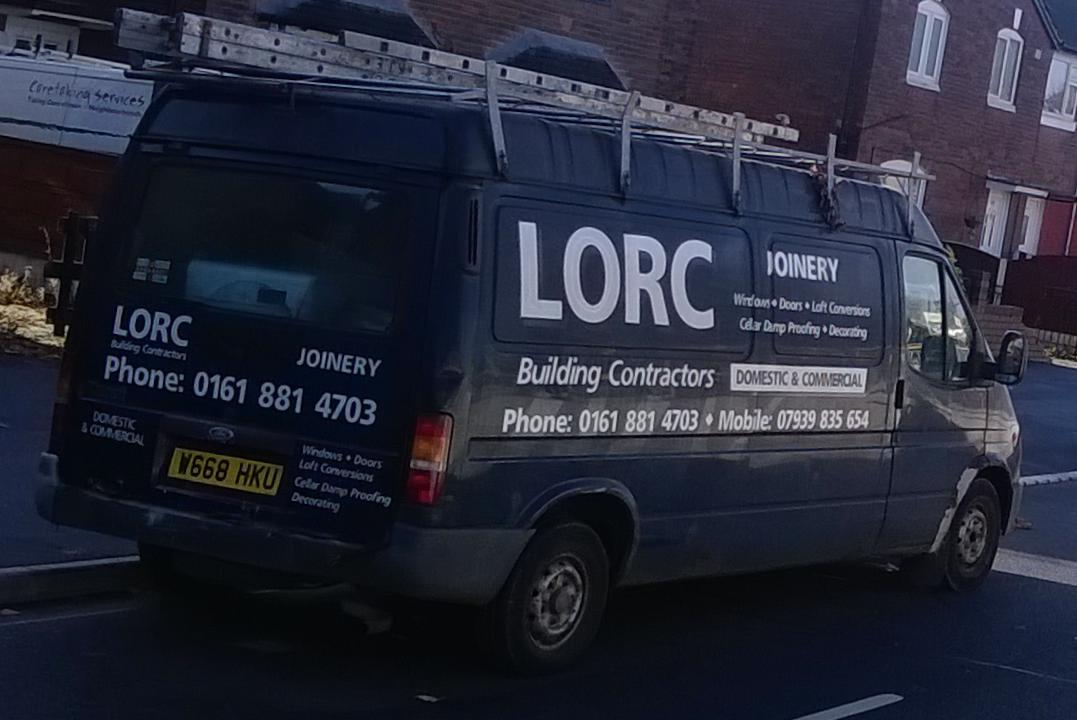 Caretaking Services
LORC
Building Contractors
JOINERY
Phone: 0161 881 4703
DOMESTIC
& COMMERCIAL
W668 HKU
Windows • Doors
Loft Conversions
Cellar Damp Proofing
Decorating
LORC
JOINERY
Windows • Doors • Loft Conversions
Cellar Damp Proofing • Decorating
Building Contractors
DOMESTIC & COMMERCIAL
Phone: 0161 881 4703 • Mobile: 07939 835 654